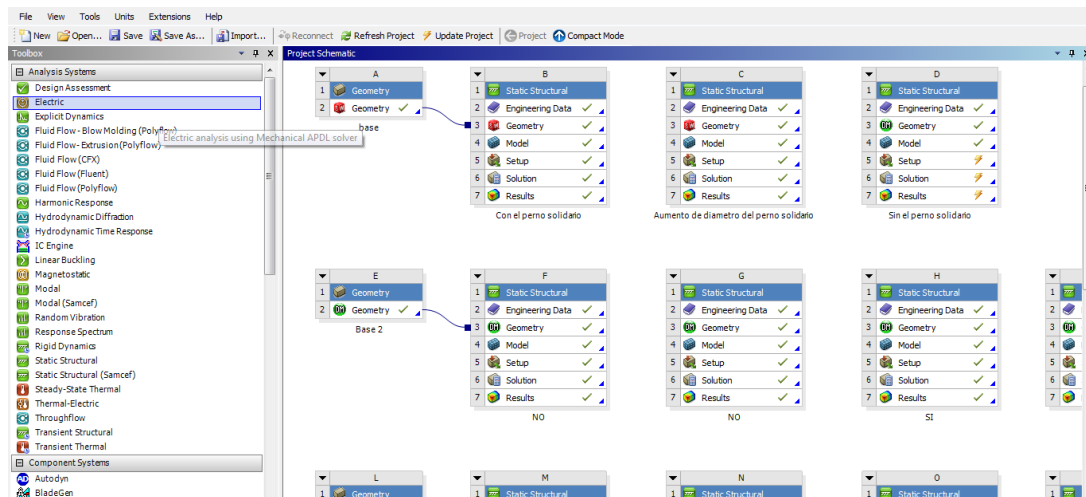 File View Tools Units Extensions Help
New Open... Save Save As... Import... Reconnect Refresh Project Update Project Project Compact Mode
Toolbox
Analysis Systems
Design Assessment
Electric
Explicit Dynamics
Fluid Flow - Blow Molding (Polyflow)
Electric analysis using Mechanical APDL solver
Fluid Flow - Extrusion (Polyflow)
Fluid Flow (CFX)
Fluid Flow (Fluent)
Fluid Flow (Polyflow)
Harmonic Response
Hydrodynamic Diffraction
Hydrodynamic Time Response
IC Engine
Linear Buckling
Magnetostatic
Modal
Modal (Samcef)
Random Vibration
Response Spectrum
Rigid Dynamics
Static Structural
Static Structural (Samcef)
Steady-State Thermal
Thermal-Electric
Throughflow
Transient Structural
Transient Thermal
Component Systems
Autodyn
BladeGen
Project Schematic
A
1 Geometry
2 Geometry
base
B
1 Static Structural
2 Engineering Data
3 Geometry
4 Model
5 Setup
6 Solution
7 Results
Con el perno solidario
C
1 Static Structural
2 Engineering Data
3 Geometry
4 Model
5 Setup
6 Solution
7 Results
Aumento de diametro del perno solidario
D
1 Static Structural
2 Engineering Data
3 Geometry
4 Model
5 Setup
6 Solution
7 Results
Sin el perno solidario
E
1 Geometry
2 Geometry
Base 2
F
1 Static Structural
2 Engineering Data
3 Geometry
4 Model
5 Setup
6 Solution
7 Results
NO
G
1 Static Structural
2 Engineering Data
3 Geometry
4 Model
5 Setup
6 Solution
7 Results
NO
H
1 Static Structural
2 Engineering Data
3 Geometry
4 Model
5 Setup
6 Solution
7 Results
SI
1
2
3
4
5
6
7
L
1 Geometry
M
1 Static Structural
N
1 Static Structural
O
1 Static Structural
1